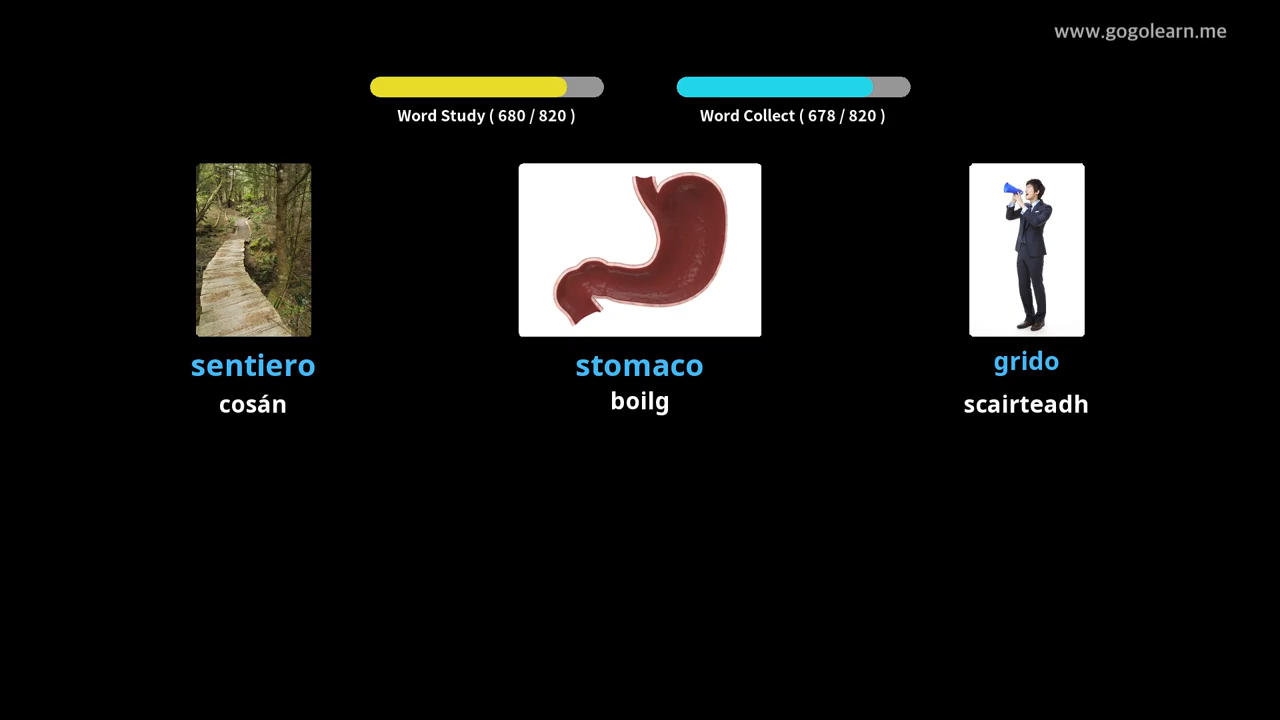 www.gogolearn.me
Word Study ( 680 / 820 )
Word Collect ( 678 / 820 )
sentiero
cosán
stomaco
boilg
grido
scairteadh